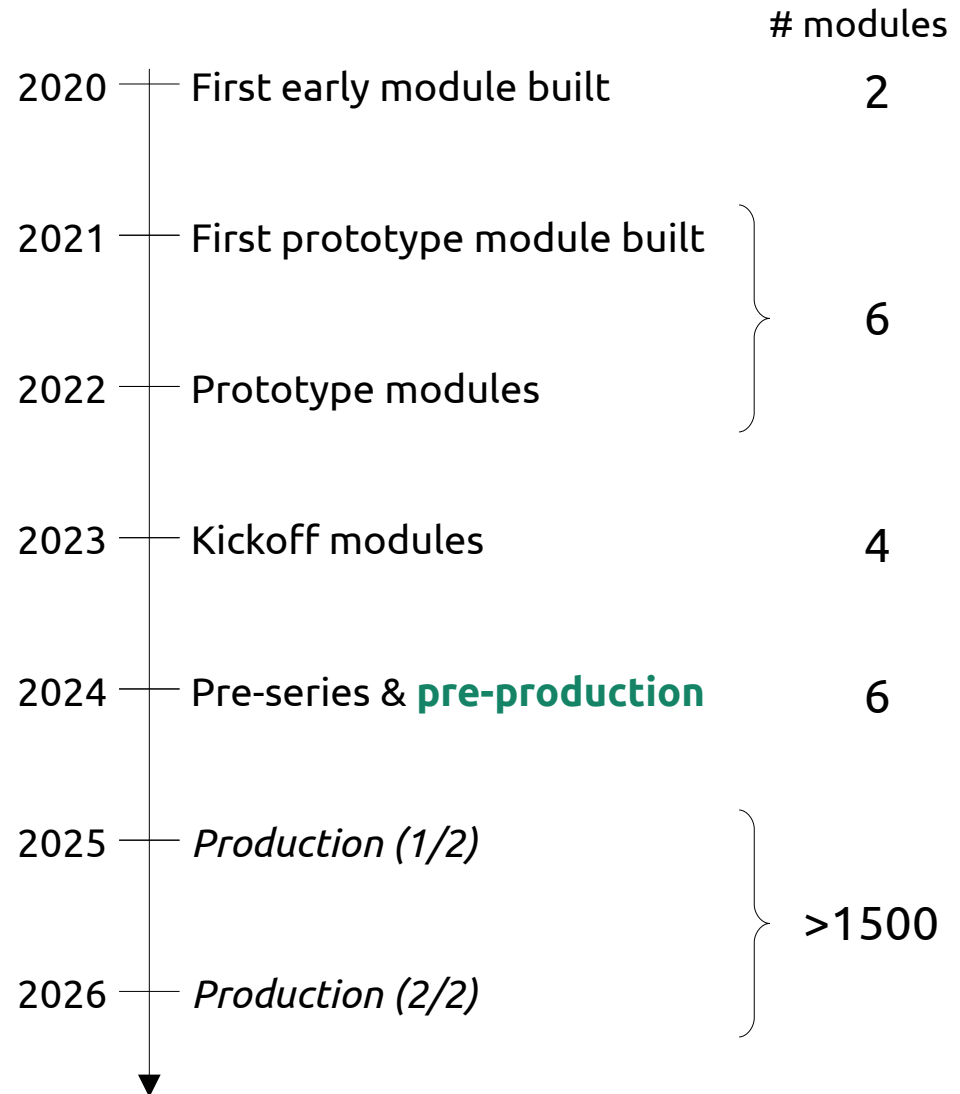 # modules
2020 First early module built 2
2021 First prototype module built
6
2022 Prototype modules
2023 Kickoff modules 4
2024 Pre-series & pre-production 6
2025 Production (1/2)
>1500
2026 Production (2/2)